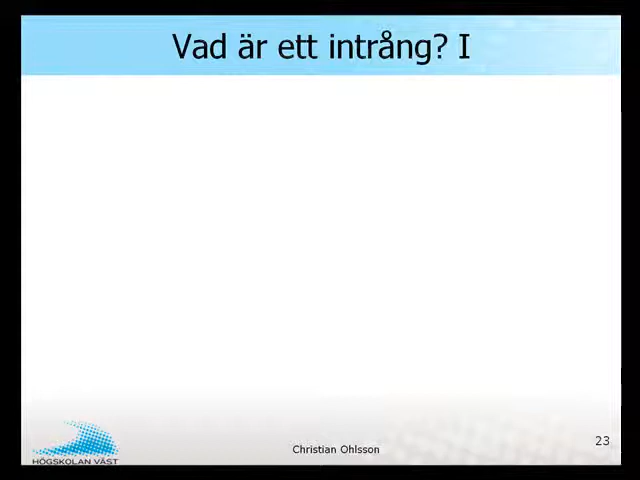 Vad är ett intrång? I
23
Christian Ohlsson
HÖGSKOLAN VÄST